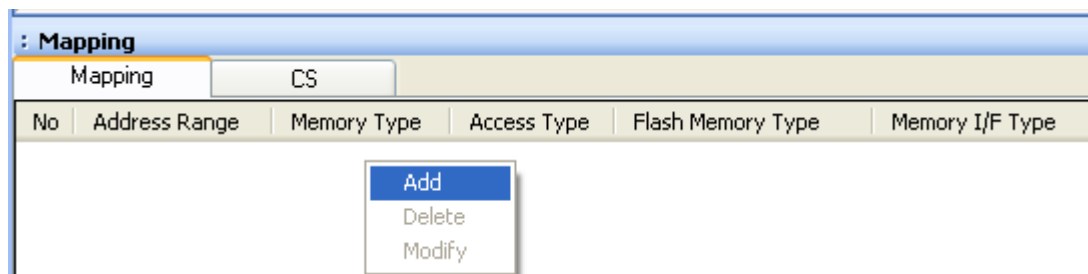 : Mapping
Mapping CS
No Address Range Memory Type Access Type Flash Memory Type Memory I/F Type
Add
Delete
Modify